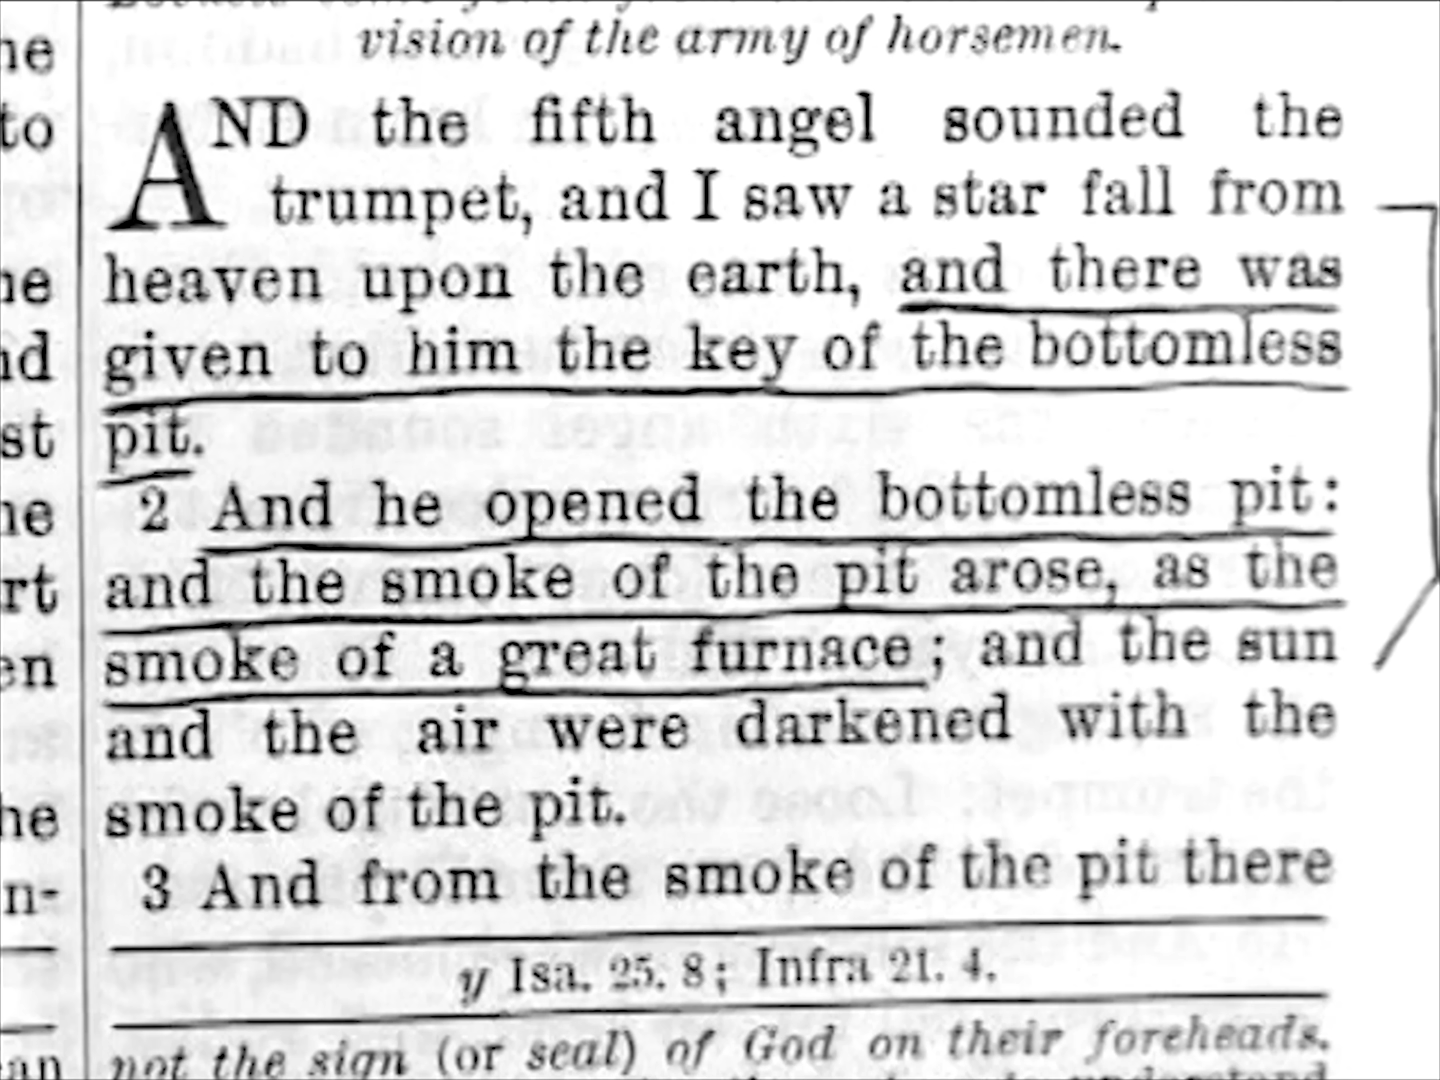 vision of the army of horsemen.
AND the fifth angel sounded the
trumpet, and I saw a star fall from
heaven upon the earth, and there was
given to him the key of the bottomless
pit.
2 And he opened the bottomless pit:
and the smoke of the pit arose, as the
smoke of a great furnace; and the sun
and the air were darkened with the
smoke of the pit.
3 And from the smoke of the pit there
y Isa. 25. 8; Infra 21. 4.
not the sign (or seal) of God on their foreheads.